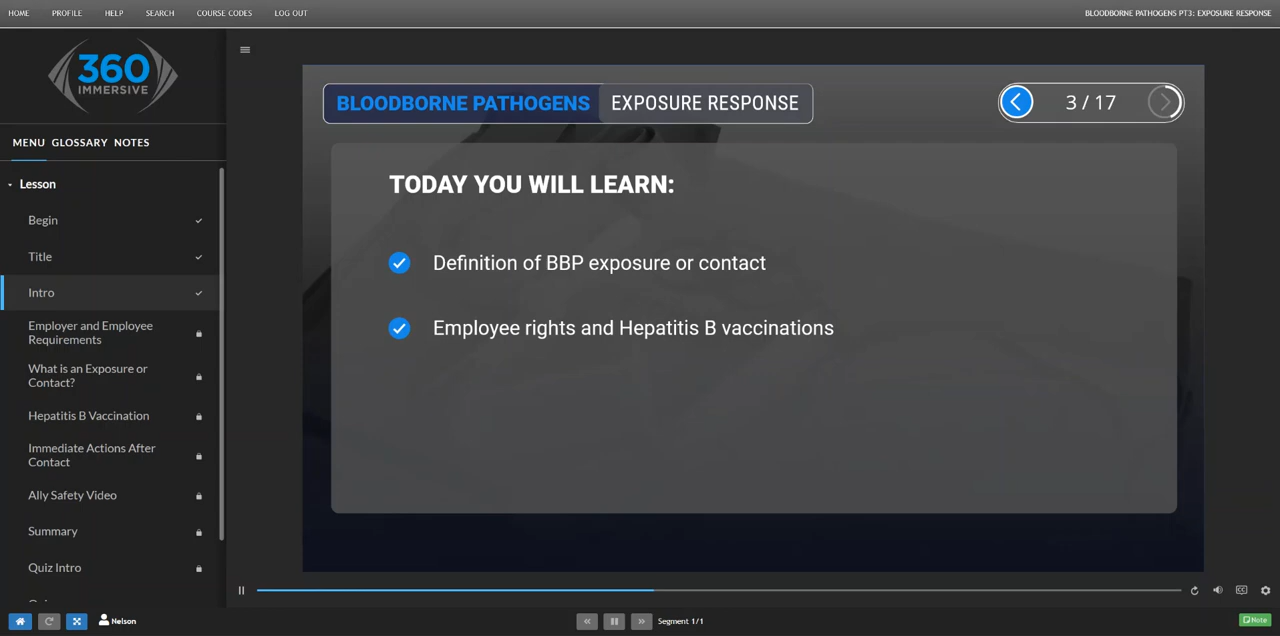 HOME PROFILE HELP SEARCH COURSE CODES LOG OUT BLOODBORNE PATHOGENS PT3: EXPOSURE RESPONSE
360
IMMERSIVE
MENU GLOSSARY NOTES
Lesson
Begin
Title
Intro
Employer and Employee
Requirements
What is an Exposure or
Contact?
Hepatitis B Vaccination
Immediate Actions After
Contact
Ally Safety Video
Summary
Quiz Intro
BLOODBORNE PATHOGENS EXPOSURE RESPONSE
3 / 17
TODAY YOU WILL LEARN:
Definition of BBP exposure or contact
Employee rights and Hepatitis B vaccinations
CC
Nelson
Segment 1/1
Note